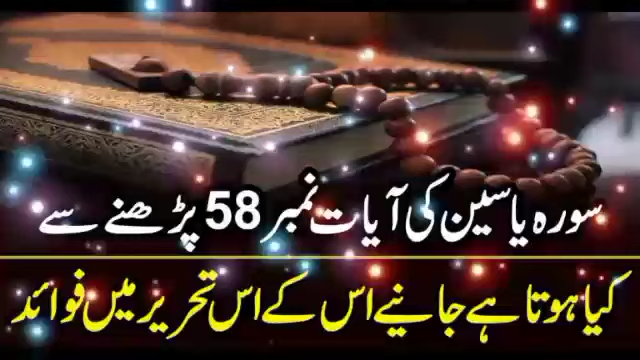 سورہ یاسین کی آیات نمبر 58 پڑھنے سے
کیا ہوتا ہے جانیے اس کے اس تحریر میں فوائد